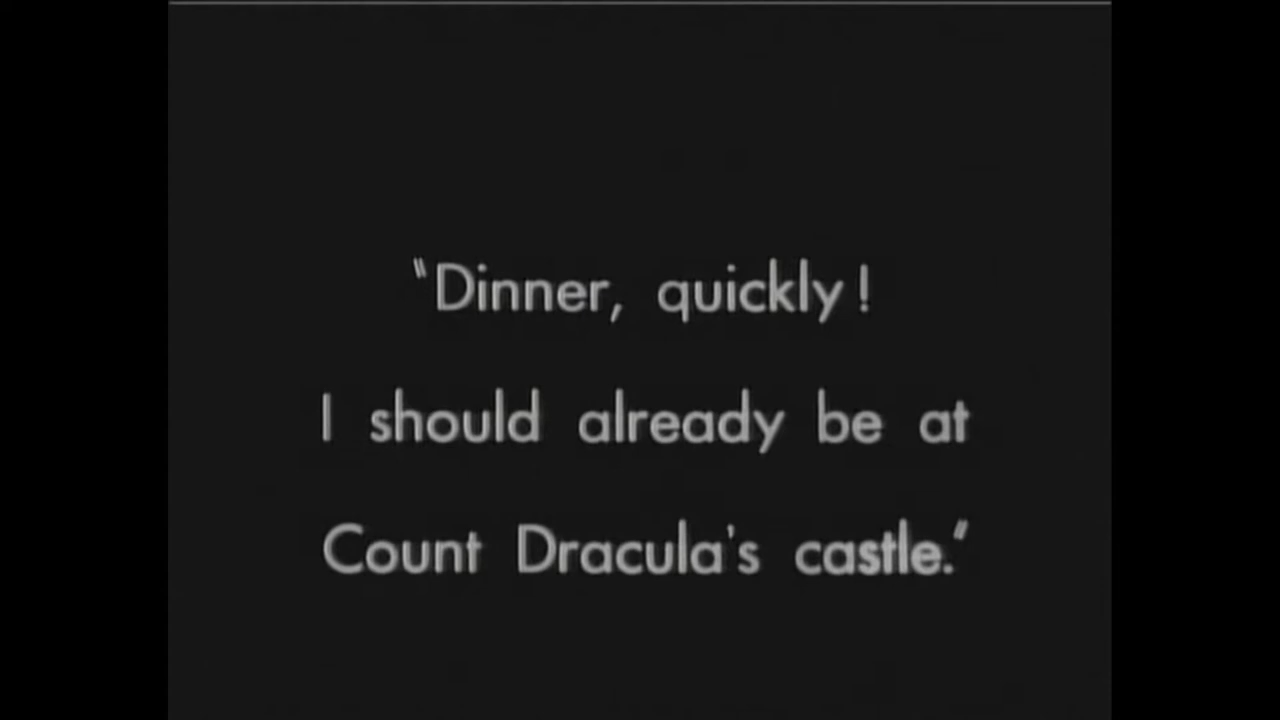 "Dinner, quickly!
I should already be at
Count Dracula's castle."